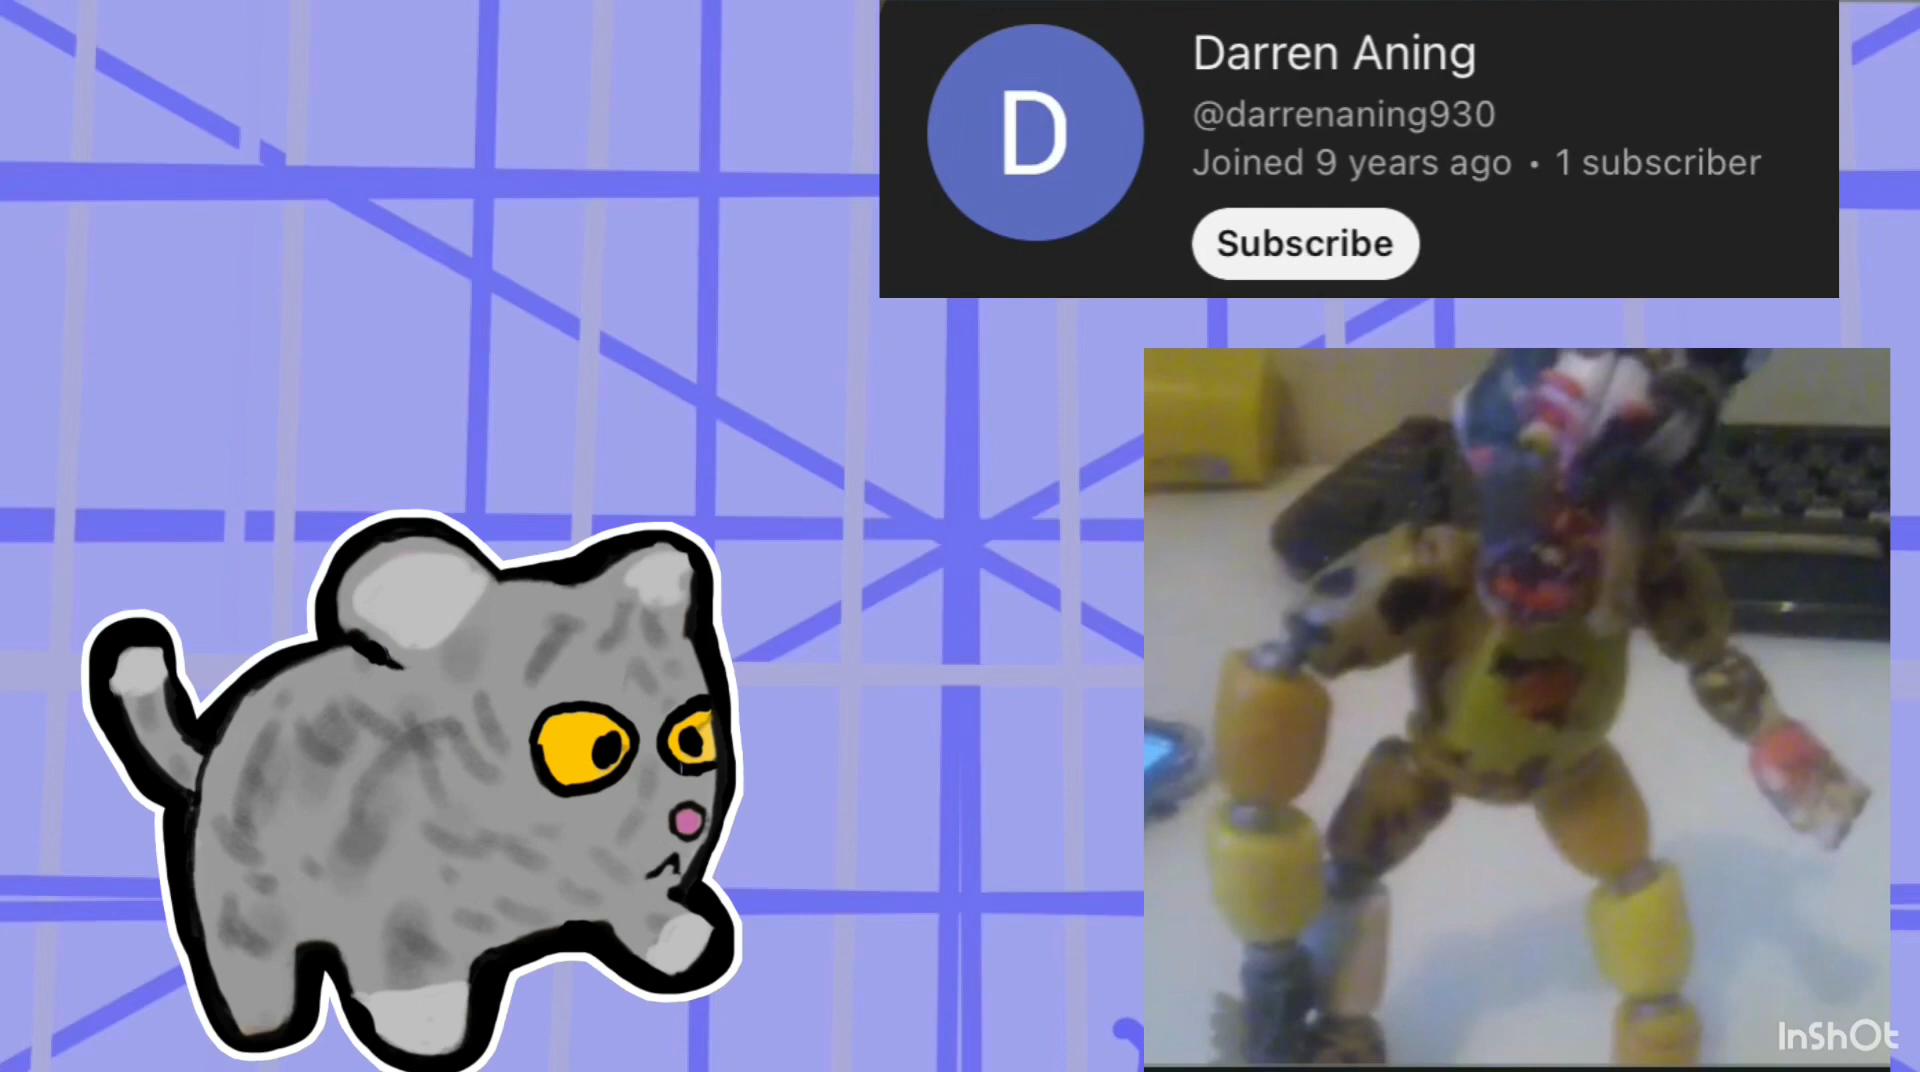 D
Darren Aning
@darrenaning930
Joined 9 years ago • 1 subscriber
Subscribe
InShOt